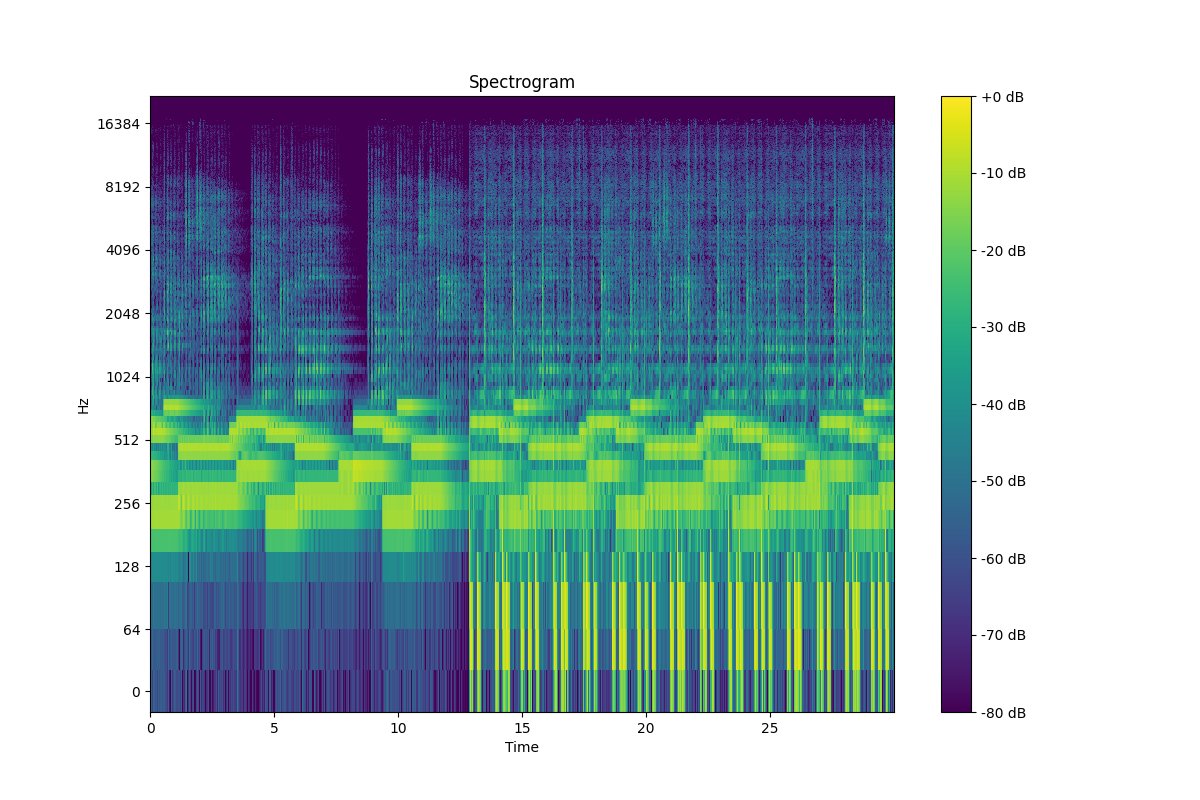 Spectrogram
16384
8192
4096
2048
1024
512
256
128
64
0
Hz
0
5
10
15
20
25
Time
+0 dB
-10 dB
-20 dB
-30 dB
-40 dB
-50 dB
-60 dB
-70 dB
-80 dB